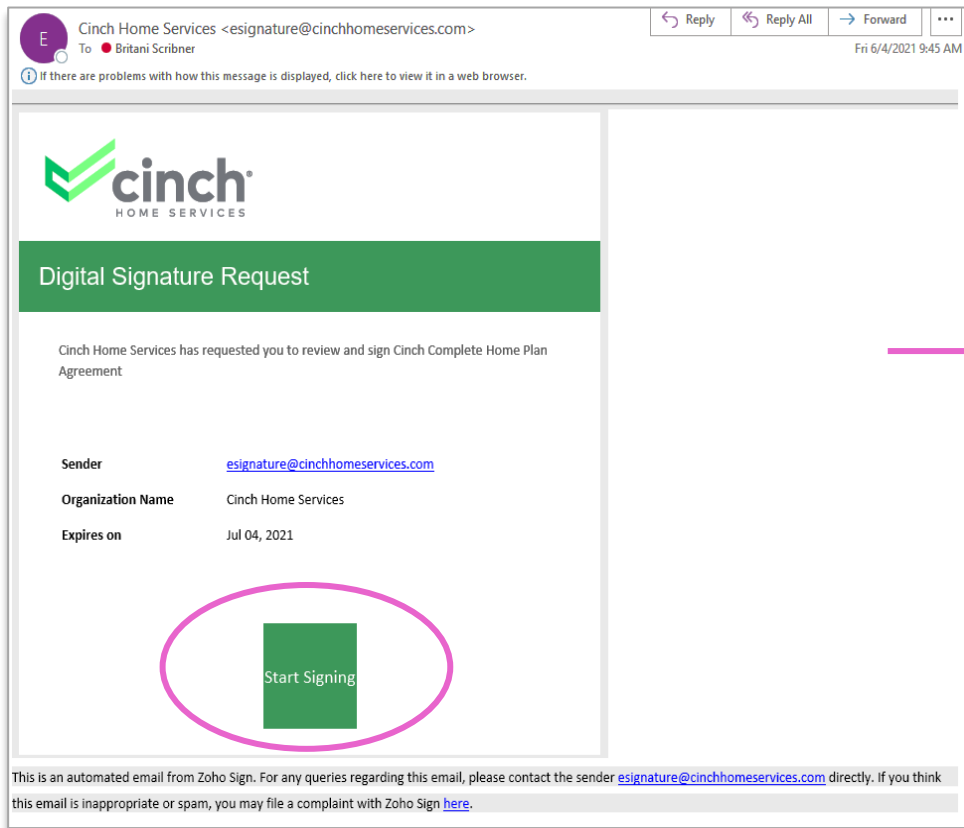 E
Cinch Home Services <esignature@cinchhomeservices.com>
To Britani Scribner
Reply
Reply All
Forward
...
Fri 6/4/2021 9:45 AM
If there are problems with how this message is displayed, click here to view it in a web browser.
cinch
HOME SERVICES
Digital Signature Request
Cinch Home Services has requested you to review and sign Cinch Complete Home Plan
Agreement
Sender esignature@cinchhomeservices.com
Organization Name Cinch Home Services
Expires on Jul 04, 2021
Start Signing
This is an automated email from Zoho Sign. For any queries regarding this email, please contact the sender esignature@cinchhomeservices.com directly. If you think
this email is inappropriate or spam, you may file a complaint with Zoho Sign here.